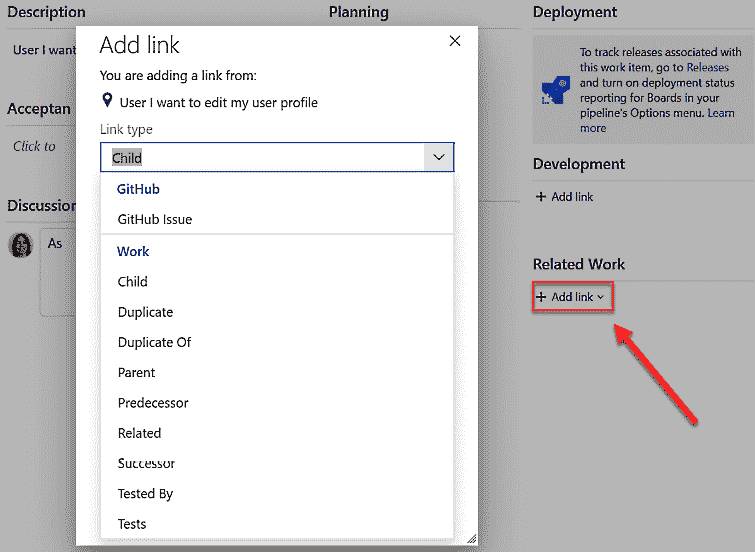 Description
Planning
Deployment
User I want
To track releases associated with
this work item, go to Releases
and turn on deployment status
reporting for Boards in your
pipeline's Options menu. Learn
more
Acceptan
Click to
Development
+ Add link
Discussion
As
Related Work
+ Add link
Add link
You are adding a link from:
User I want to edit my user profile
Link type
Child
GitHub
GitHub Issue
Work
Child
Duplicate
Duplicate Of
Parent
Predecessor
Related
Successor
Tested By
Tests